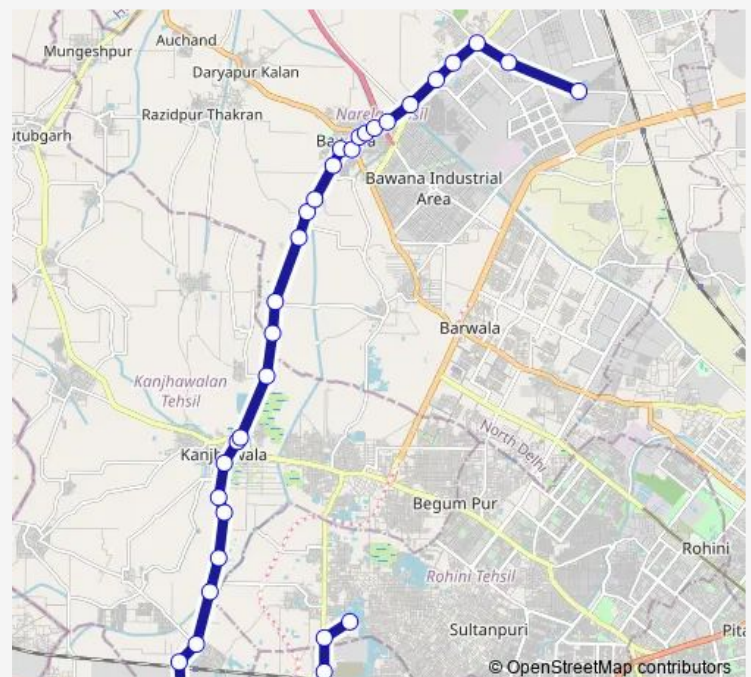 Mungeshpur
Auchand
Daryapur Kalan
Razidpur Thakran
utubgarh
Bawana Industrial
Area
Barwala
Kanjhawalan
Tehsil
North Delhi
Begum Pur
Rohini
Rohini Tehsil
Sultanpuri
Pita
© OpenStreetMap contributors